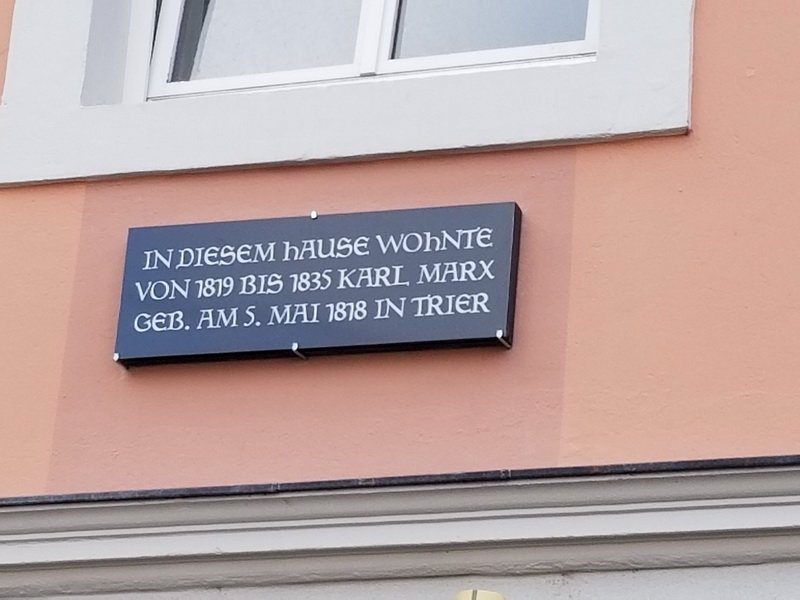 IN DIESEM hAUSE WOhNTE
VON 1819 BIS 1835 KARL MARX
GEB. AM 5. MAI 1818 IN TRIER